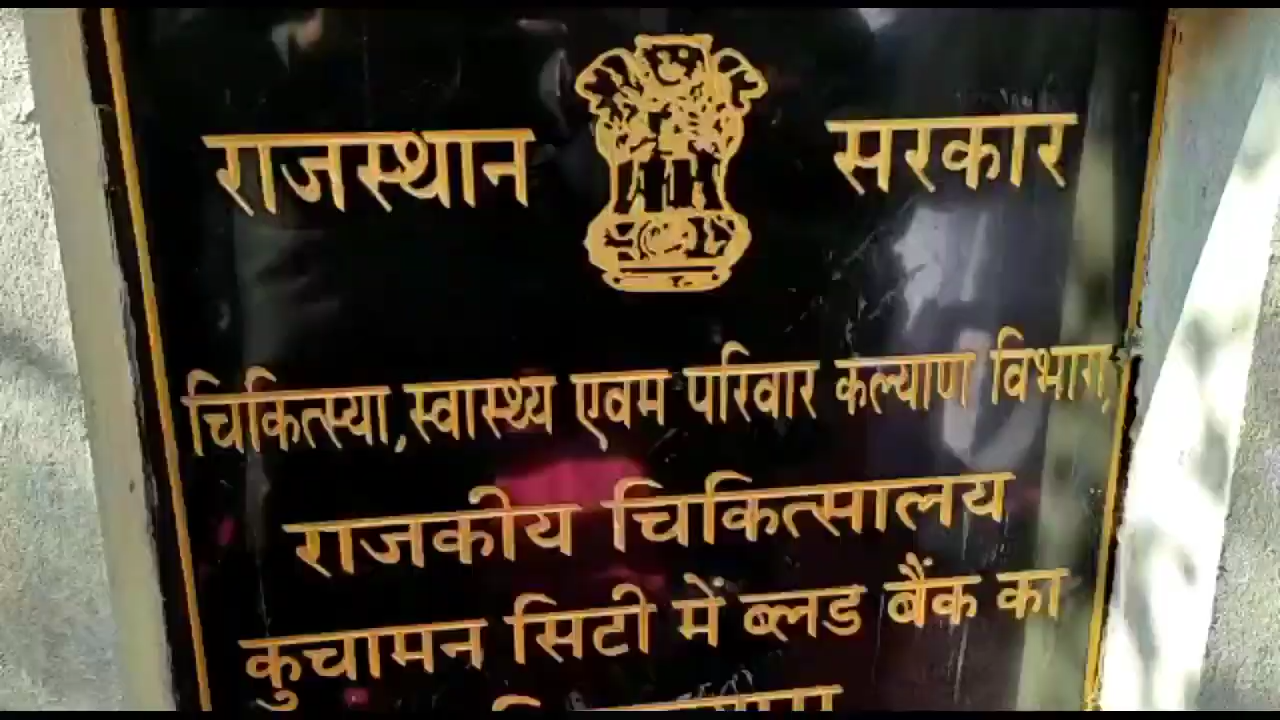 राजस्थान सरकार
चिकित्स्या,स्वास्थ्य एवम परिवार कल्याण विभाग,
राजकीय चिकित्सालय
कुचामन सिटी में ब्लड बैंक का